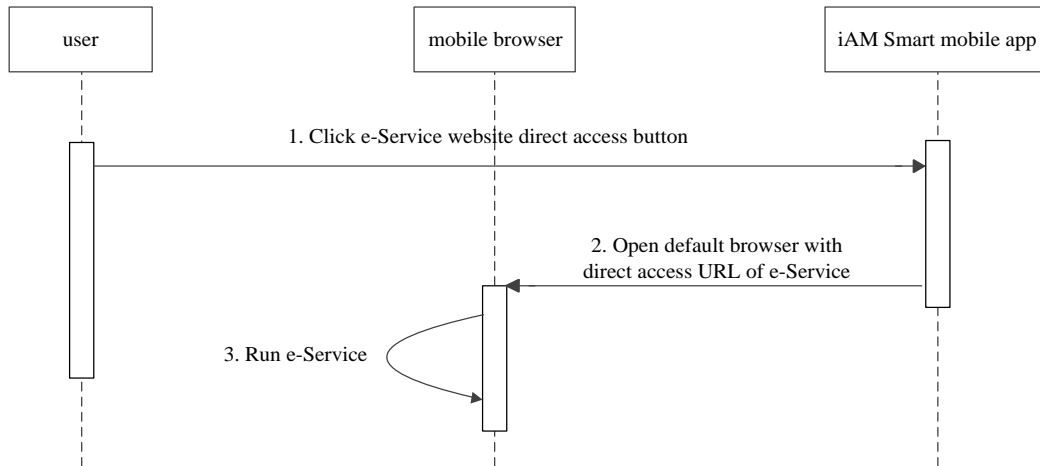 user
mobile browser
iAM Smart mobile app
1. Click e-Service website direct access button
2. Open default browser with
direct access URL of e-Service
3. Run e-Service